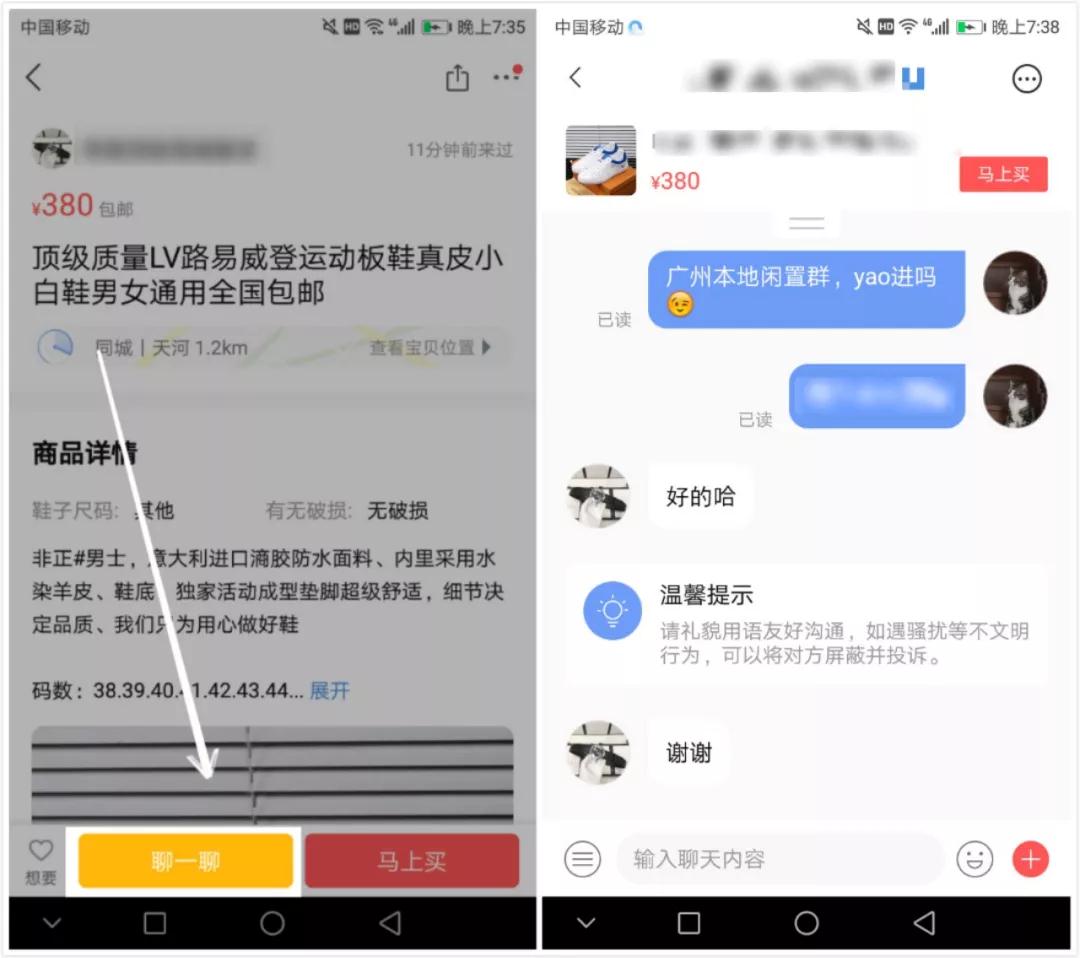 中国移动
HD
4G
晚上7:35
11分钟前来过
¥380 包邮
顶级质量LV路易威登运动板鞋真皮小
白鞋男女通用全国包邮
同城 | 天河 1.2km
查看宝贝位置
商品详情
鞋子尺码: 其他
有无破损: 无破损
非正#男士，意大利进口滴胶防水面料、内里采用水
染羊皮、鞋底 独家活动成型垫脚超级舒适，细节决
定品质、我们只为用心做好鞋
码数：38.39.40.41.42.43.44... 展开
想要
聊一聊
马上买
中国移动
HD
4G
晚上7:38
¥380
马上买
广州本地闲置群，yao进吗
😉
已读
已读
好的哈
温馨提示
请礼貌用语友好沟通，如遇骚扰等不文明
行为，可以将对方屏蔽并投诉。
谢谢
输入聊天内容